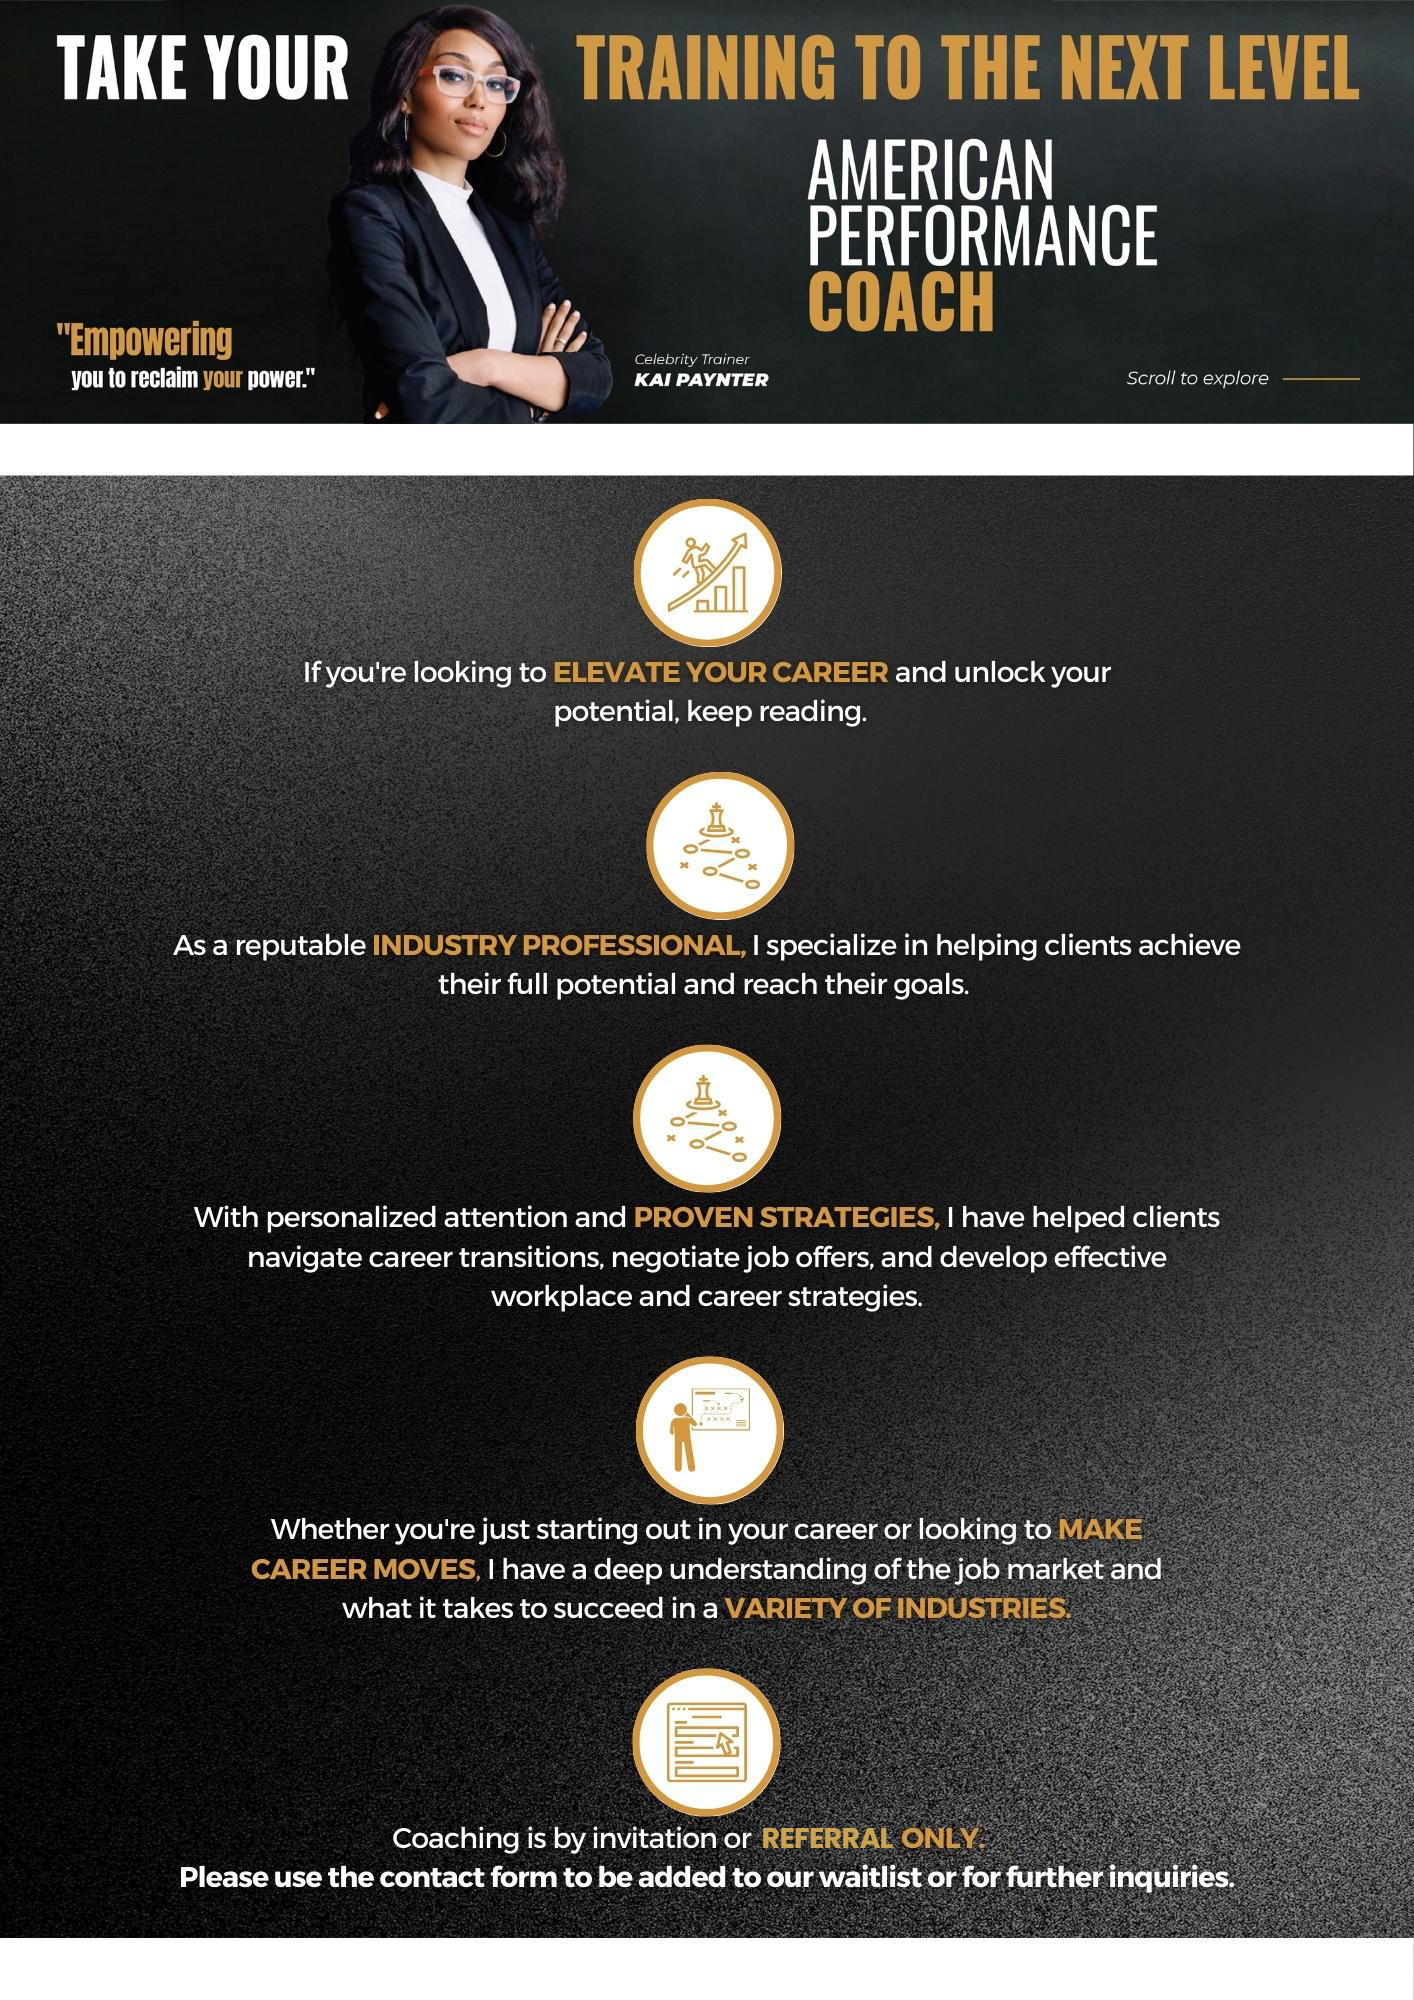 TAKE YOUR TRAINING TO THE NEXT LEVEL
AMERICAN
PERFORMANCE
COACH
"Empowering
you to reclaim your power."
Celebrity Trainer
KAI PAYNTER
Scroll to explore
If you're looking to ELEVATE YOUR CAREER and unlock your
potential, keep reading.
As a reputable INDUSTRY PROFESSIONAL, I specialize in helping clients achieve
their full potential and reach their goals.
With personalized attention and PROVEN STRATEGIES, I have helped clients
navigate career transitions, negotiate job offers, and develop effective
workplace and career strategies.
Whether you're just starting out in your career or looking to MAKE
CAREER MOVES, I have a deep understanding of the job market and
what it takes to succeed in a VARIETY OF INDUSTRIES.
Coaching is by invitation or REFERRAL ONLY.
Please use the contact form to be added to our waitlist or for further inquiries.